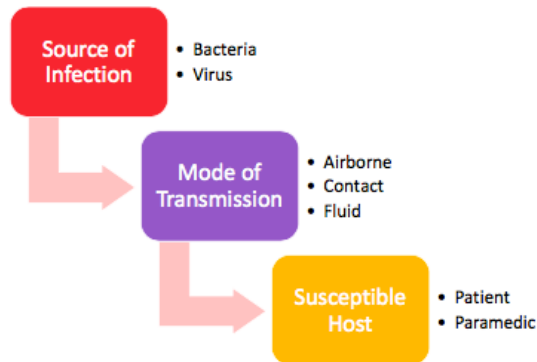 Source of
Infection
• Bacteria
• Virus
Mode of
Transmission
• Airborne
• Contact
• Fluid
Susceptible
Host
• Patient
• Paramedic